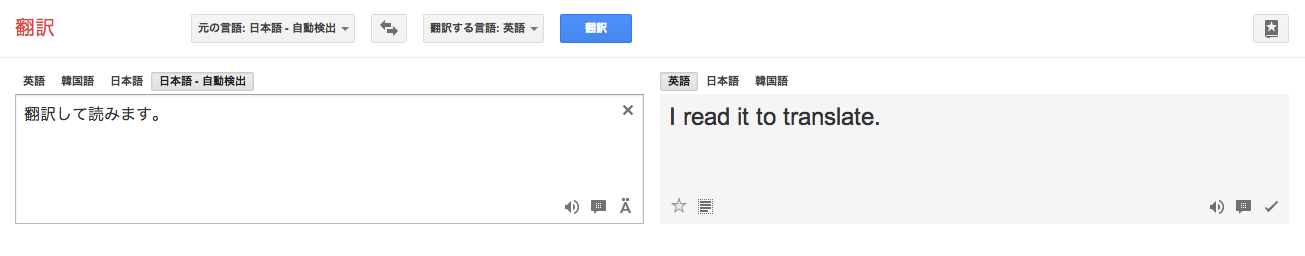 翻訳
元の言語: 日本語 - 自動検出
翻訳する言語: 英語
翻訳
英語 韓国語 日本語 日本語 - 自動検出
翻訳して読みます。
Ä
英語 日本語 韓国語
I read it to translate.